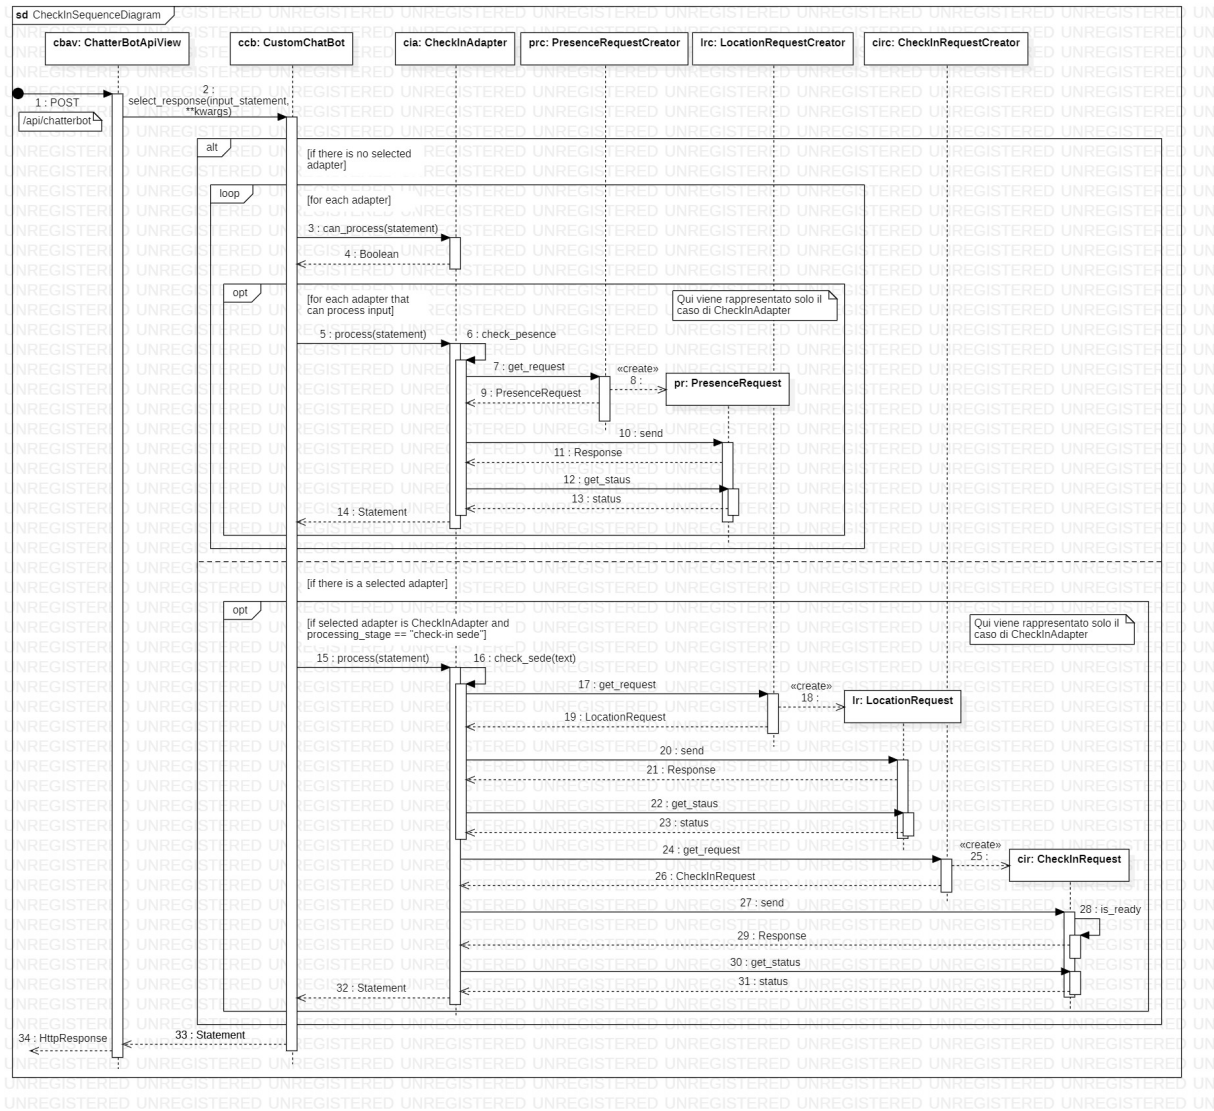 sd CheckInSequenceDiagram
cbav: ChatterBotApiView
ccb: CustomChatBot
cia: CheckInAdapter
prc: PresenceRequestCreator
lrc: LocationRequestCreator
circ: CheckInRequestCreator
1 : POST
/api/chatterbot
2 :
select_response(input_statement,
**kwargs)
alt
[if there is no selected
adapter]
loop
[for each adapter]
3 : can_process(statement)
4 : Boolean
opt
[for each adapter that
can process input]
Qui viene rappresentato solo il
caso di CheckInAdapter
5 : process(statement)
6 : check_pesence
7 : get_request
«create»
8 :
pr: PresenceRequest
9 : PresenceRequest
10 : send
11 : Response
12 : get_staus
13 : status
14 : Statement
[if there is a selected adapter]
opt
[if selected adapter is CheckInAdapter and
processing_stage == "check-in sede"]
Qui viene rappresentato solo il
caso di CheckInAdapter
15 : process(statement)
16 : check_sede(text)
17 : get_request
«create»
18 :
lr: LocationRequest
19 : LocationRequest
20 : send
21 : Response
22 : get_staus
23 : status
24 : get_request
«create»
25 :
cir: CheckInRequest
26 : CheckInRequest
27 : send
28 : is_ready
29 : Response
30 : get_status
31 : status
32 : Statement
33 : Statement
34 : HttpResponse
UNREGISTERED